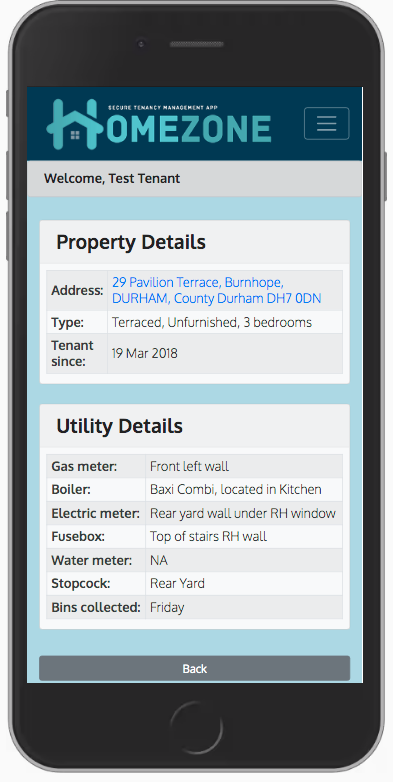 SECURE TENANCY MANAGEMENT APP
HOMEZONE
Welcome, Test Tenant
Property Details
Address: 29 Pavilion Terrace, Burnhope,
DURHAM, County Durham DH7 0DN
Type: Terraced, Unfurnished, 3 bedrooms
Tenant
since: 19 Mar 2018
Utility Details
Gas meter: Front left wall
Boiler: Baxi Combi, located in Kitchen
Electric meter: Rear yard wall under RH window
Fusebox: Top of stairs RH wall
Water meter: NA
Stopcock: Rear Yard
Bins collected: Friday
Back